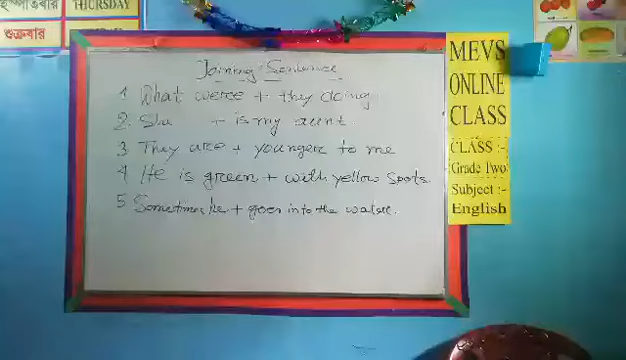 স্পতিবার THURSDAY
শুক্রবার
Joining Sentence
1 What were + they doing
2. She + is my aunt
3 They are + younger to me
4 He is green + with yellow spots.
5 Sometimes he + goes into the water.
MEVS
ONLINE
CLASS
CLASS :-
Grade Two
Subject :-
English